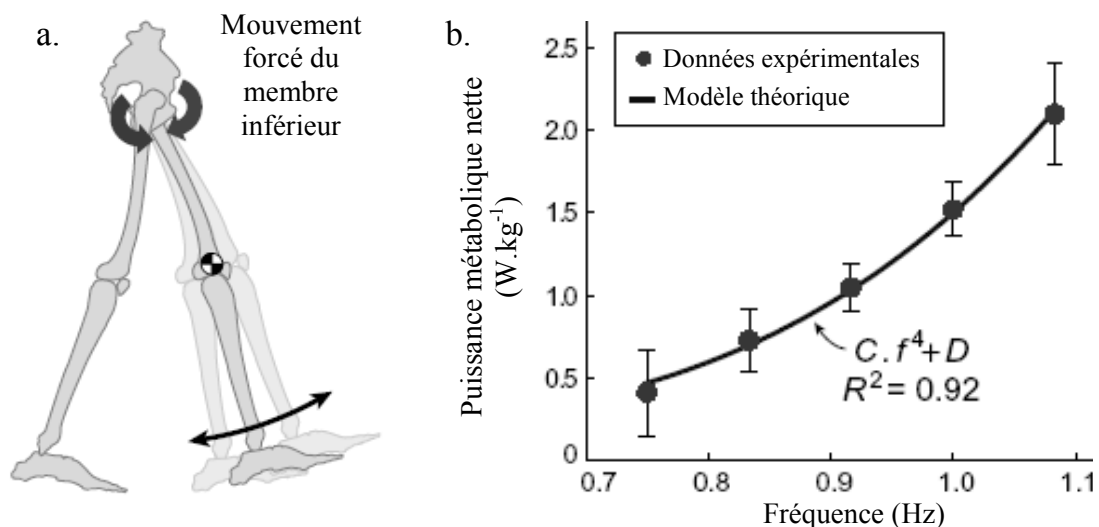 a.
Mouvement
forcé du
membre
inférieur
b.
Puissance métabolique nette
(W.kg⁻¹)
2.5
2.0
1.5
1.0
0.5
0
Données expérimentales
Modèle théorique
C.f⁴+D
R² = 0.92
0.7
0.8
0.9
1.0
1.1
Fréquence (Hz)